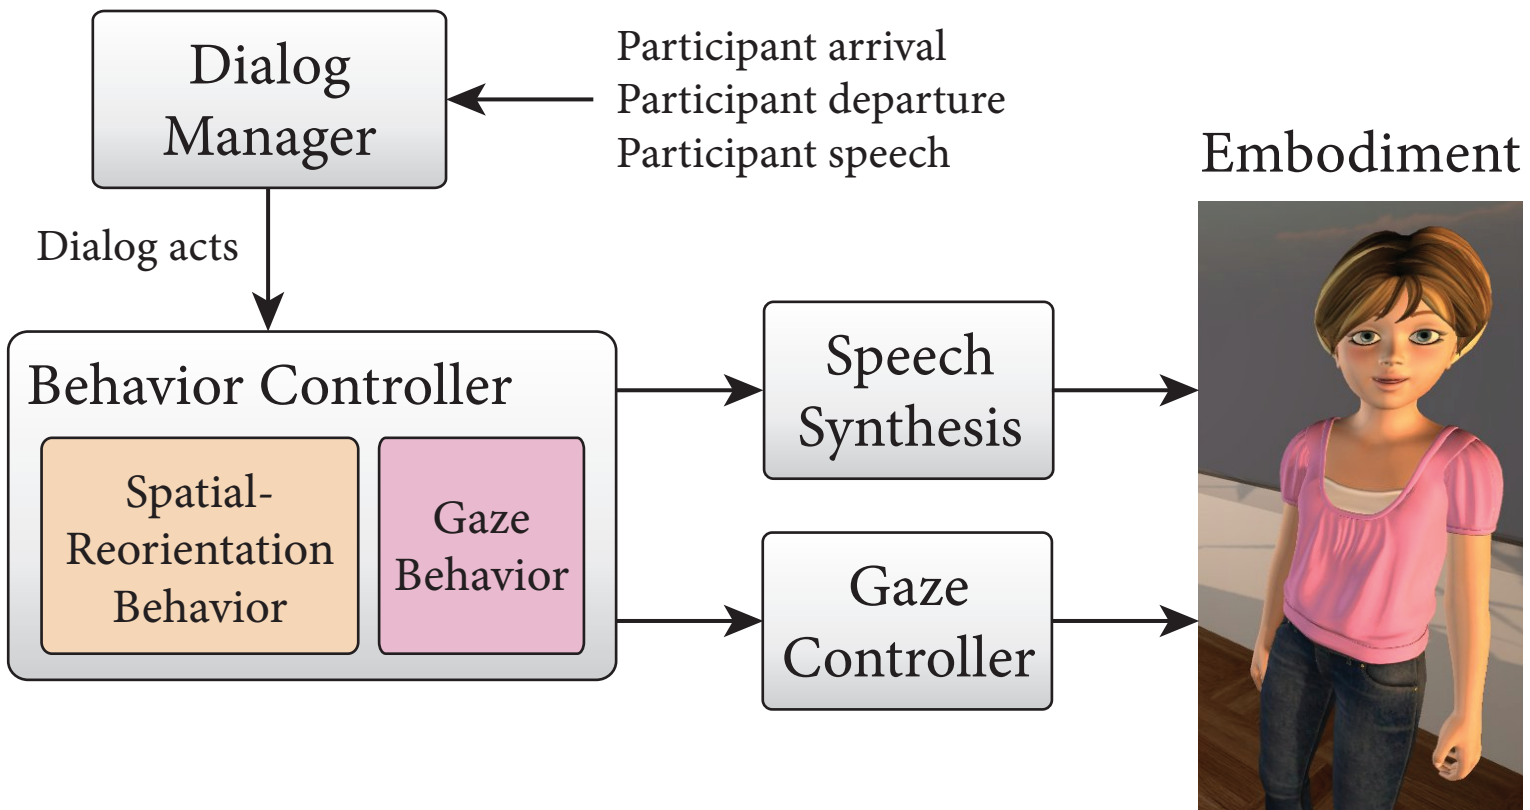 Dialog
Manager
Participant arrival
Participant departure
Participant speech
Embodiment
Dialog acts
Behavior Controller
Spatial-
Reorientation
Behavior
Gaze
Behavior
Speech
Synthesis
Gaze
Controller